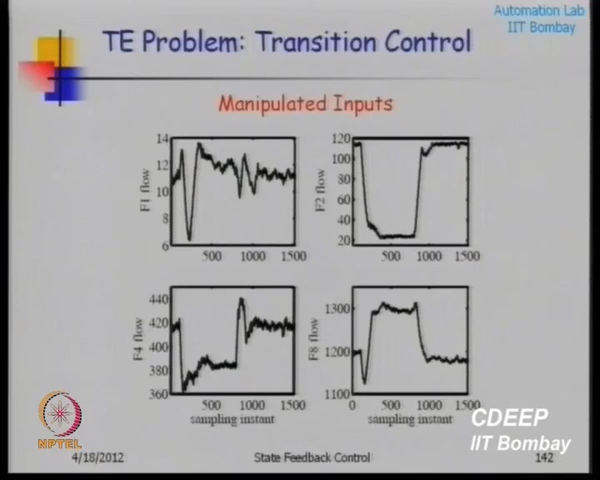 Automation Lab
IIT Bombay
TE Problem: Transition Control
Manipulated Inputs
14
12
10
8
6
F1 flow
500 1000 1500
120
100
80
60
40
20
F2 flow
500 1000 1500
440
420
400
380
360
F4 flow
500 1000 1500
sampling instant
1300
1200
1100
F8 flow
0 500 1000 1500
sampling instant
NPTEL
CDEEP
IIT Bombay
4/18/2012
State Feedback Control
142